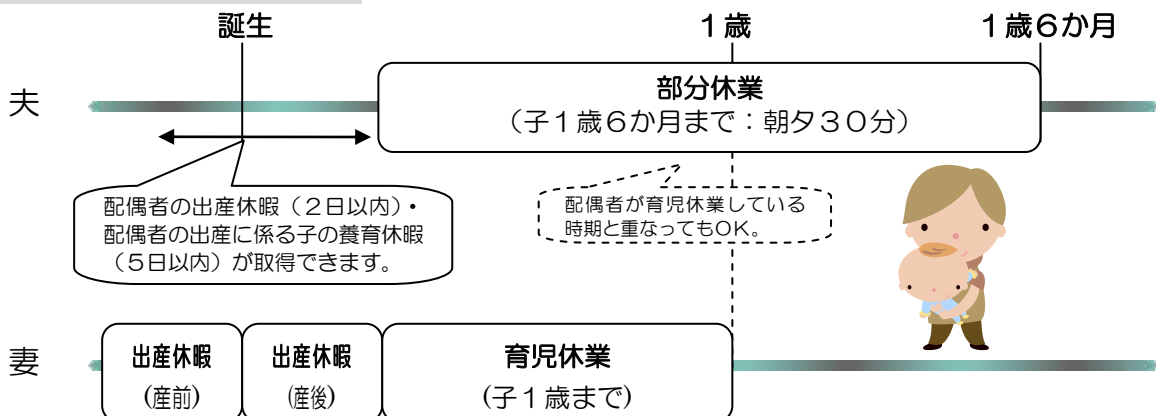 誕生
1歳
1歳6か月
夫
部分休業
（子1歳6か月まで：朝夕30分）
配偶者の出産休暇（2日以内）・
配偶者の出産に係る子の養育休暇
（5日以内）が取得できます。
配偶者が育児休業している
時期と重なってもOK。
妻
出産休暇
（産前）
出産休暇
（産後）
育児休業
（子1歳まで）